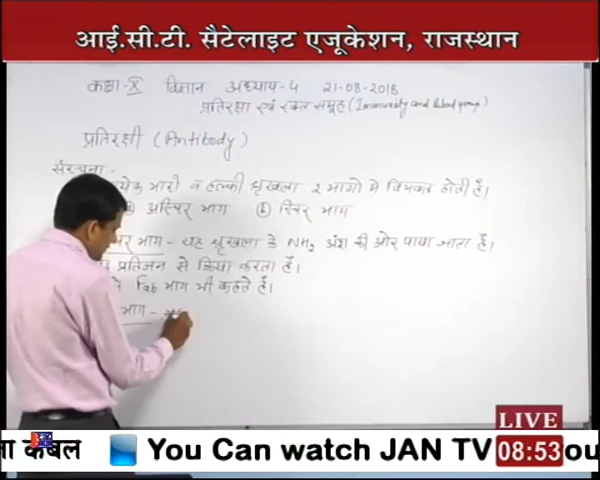 आई.सी.टी. सैटेलाइट एजूकेशन, राजस्थान
कक्षा-X विज्ञान अध्याय-4 21-08-2018
प्रतिरक्षा एवं रक्त समूह (Immunity and Blood group)
प्रतिरक्षी (Antibody)
संरचना -
भारी व हल्की श्रृंखला 2 भागो मे विभक्त होती है।
अस्थिर भाग (b) स्थिर भाग
भाग - यह श्रृंखला के NH2 अंश की ओर पाया जाता है।
प्रतिजन से क्रिया करता है।
Fab भाग भी कहते है।
भाग -
LIVE
कंबल You Can watch JAN TV 08:53 ou